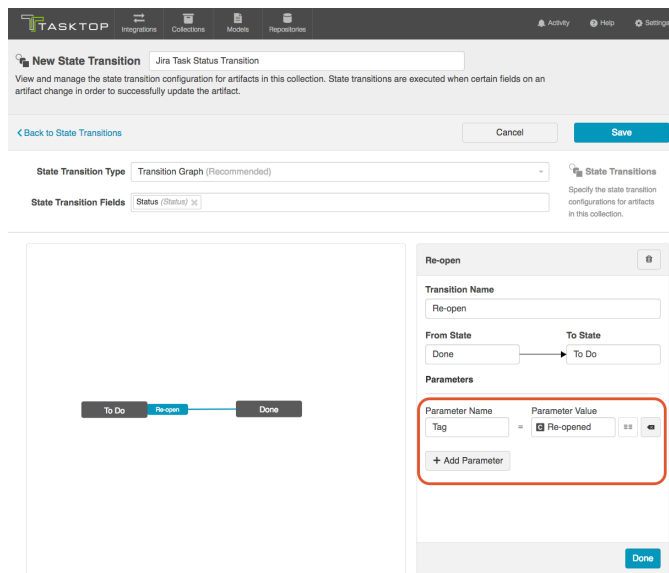 TASKTOP
Integrations
Collections
Models
Repositories
Activity
Help
Settings
New State Transition
Jira Task Status Transition
View and manage the state transition configuration for artifacts in this collection. State transitions are executed when certain fields on an
artifact change in order to successfully update the artifact.
Back to State Transitions
Cancel
Save
State Transition Type
Transition Graph (Recommended)
State Transition Fields
Status (Status)
State Transitions
Specify the state transition
configurations for artifacts
in this collection.
To Do
Re-open
Done
Re-open
Transition Name
Re-open
From State
To State
Done
To Do
Parameters
Parameter Name
Parameter Value
Tag
=
C Re-opened
+ Add Parameter
Done